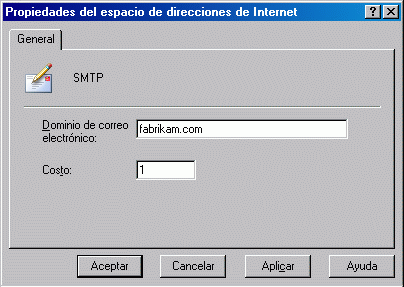 Propiedades del espacio de direcciones de Internet
General
SMTP
Dominio de correo
electrónico:
fabrikam.com
Costo:
1
Aceptar
Cancelar
Aplicar
Ayuda